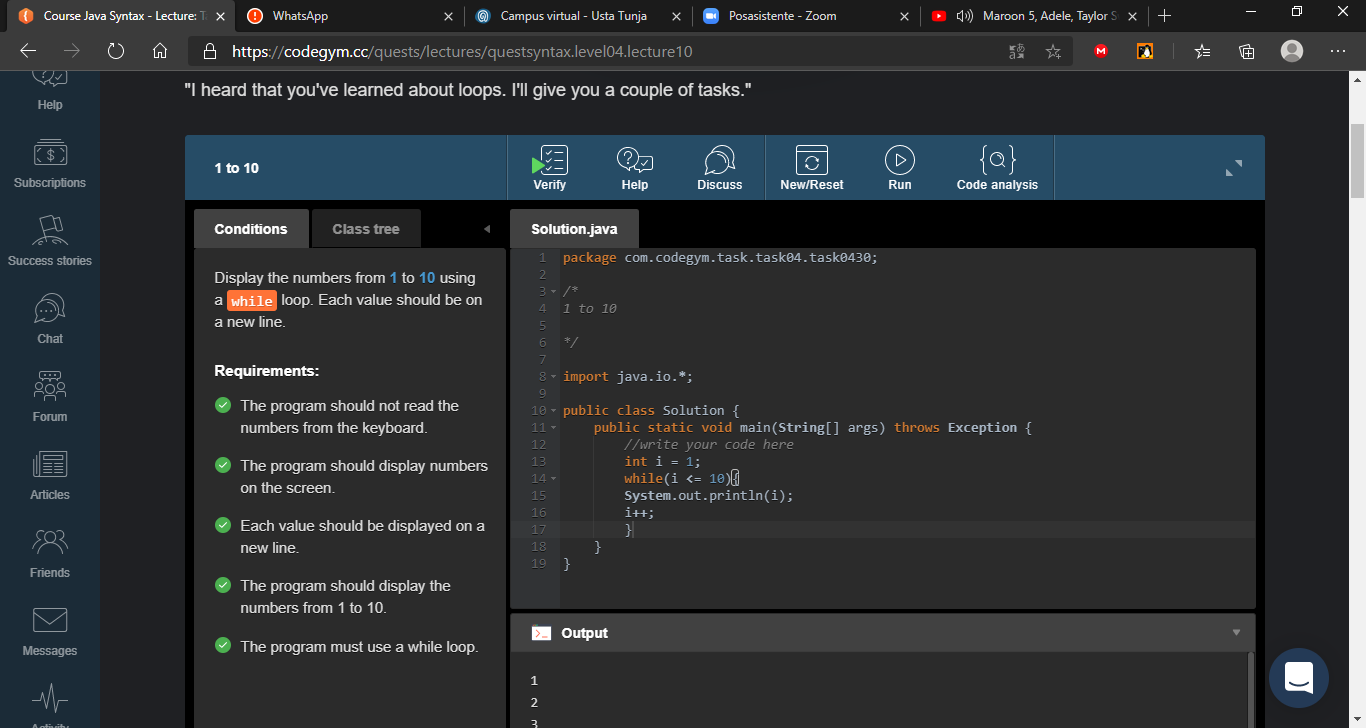 Course Java Syntax - Lecture: T
WhatsApp
Campus virtual - Usta Tunja
Posasistente - Zoom
Maroon 5, Adele, Taylor S
https://codegym.cc/quests/lectures/questsyntax.level04.lecture10
Help
Subscriptions
Success stories
Chat
Forum
Articles
Friends
Messages
Activity
"I heard that you've learned about loops. I'll give you a couple of tasks."
1 to 10
Verify
Help
Discuss
New/Reset
Run
Code analysis
Conditions
Class tree
Display the numbers from 1 to 10 using
a while loop. Each value should be on
a new line.
Requirements:
The program should not read the
numbers from the keyboard.
The program should display numbers
on the screen.
Each value should be displayed on a
new line.
The program should display the
numbers from 1 to 10.
The program must use a while loop.
Solution.java
1 package com.codegym.task.task04.task0430;
2
3 /*
4 1 to 10
5
6 */
7
8 import java.io.*;
9
10 public class Solution {
11 public static void main(String[] args) throws Exception {
12 //write your code here
13 int i = 1;
14 while(i <= 10){
15 System.out.println(i);
16 i++;
17 }
18 }
19 }
Output
1
2
3